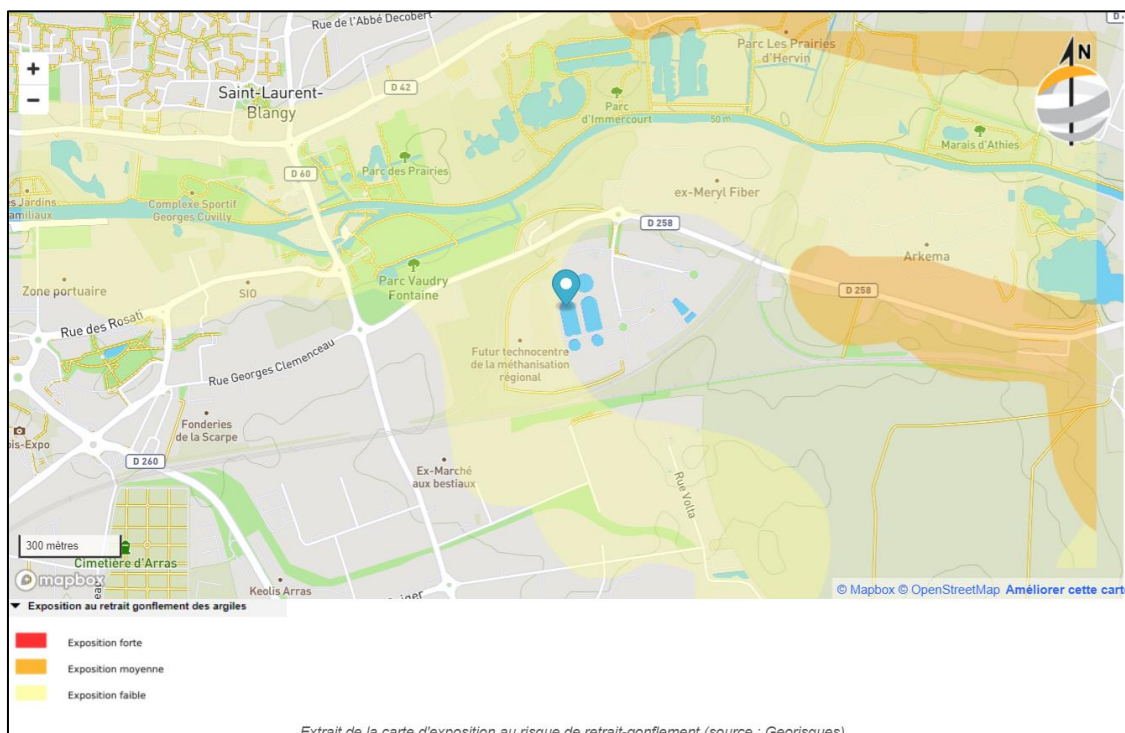 Rue de l'Abbé Decobert
Parc Les Prairies
d'Hervin
N
+
−
Saint-Laurent-
Blangy
D 42
Parc
d'Immercourt
50 m
Marais d'Athies
D 60
Parc des Prairies
ex-Meryl Fiber
es Jardins
amiliaux
Complexe Sportif
Georges Cuvilly
D 258
Arkema
Parc Vaudry
Fontaine
Zone portuaire
SIO
D 258
Rue des Rosati
Futur technocentre
de la méthanisation
régional
Rue Georges Clemenceau
Fonderies
de la Scarpe
ois-Expo
D 260
Ex-Marché
aux bestiaux
Rue Volta
300 mètres
Cimetière d'Arras
mapbox
Keolis Arras
© Mapbox © OpenStreetMap Améliorer cette carte
Exposition au retrait gonflement des argiles
Exposition forte
Exposition moyenne
Exposition faible
Extrait de la carte d'exposition au risque de retrait-gonflement (source : Georisques)